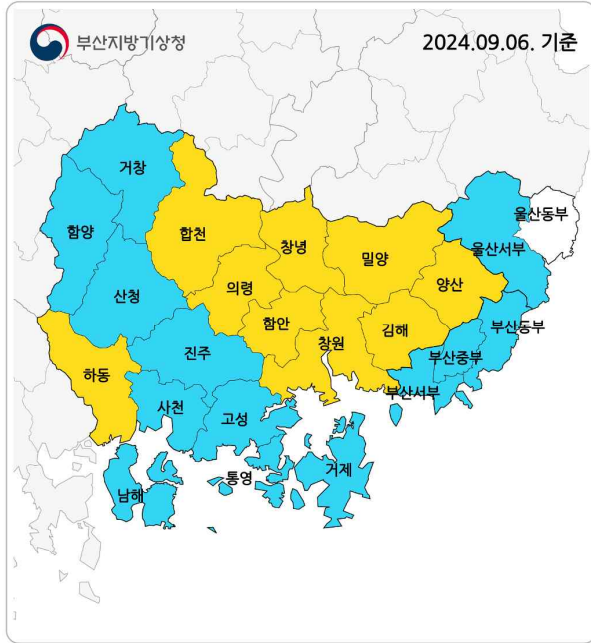 부산지방기상청
2024.09.06. 기준
거창
울산동부
함양
합천
창녕
밀양
울산서부
산청
의령
양산
함안
김해
부산동부
진주
창원
부산중부
하동
부산서부
사천
고성
거제
통영
남해